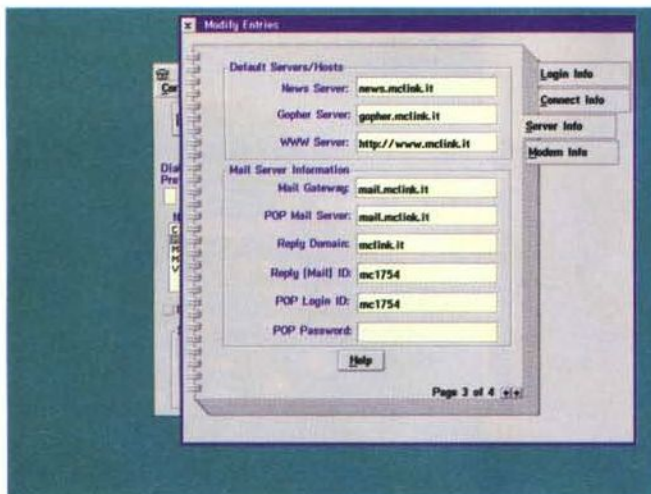 Modify Entries
Default Servers/Hosts
News Server: news.mclink.it
Gopher Server: gopher.mclink.it
WWW Server: http://www.mclink.it
Mail Server Information
Mail Gateway: mail.mclink.it
POP Mail Server: mail.mclink.it
Reply Domain: mclink.it
Reply (Mail) ID: mc1754
POP Login ID: mc1754
POP Password:
Help
Page 3 of 4
Login Info
Connect Info
Server Info
Modem Info